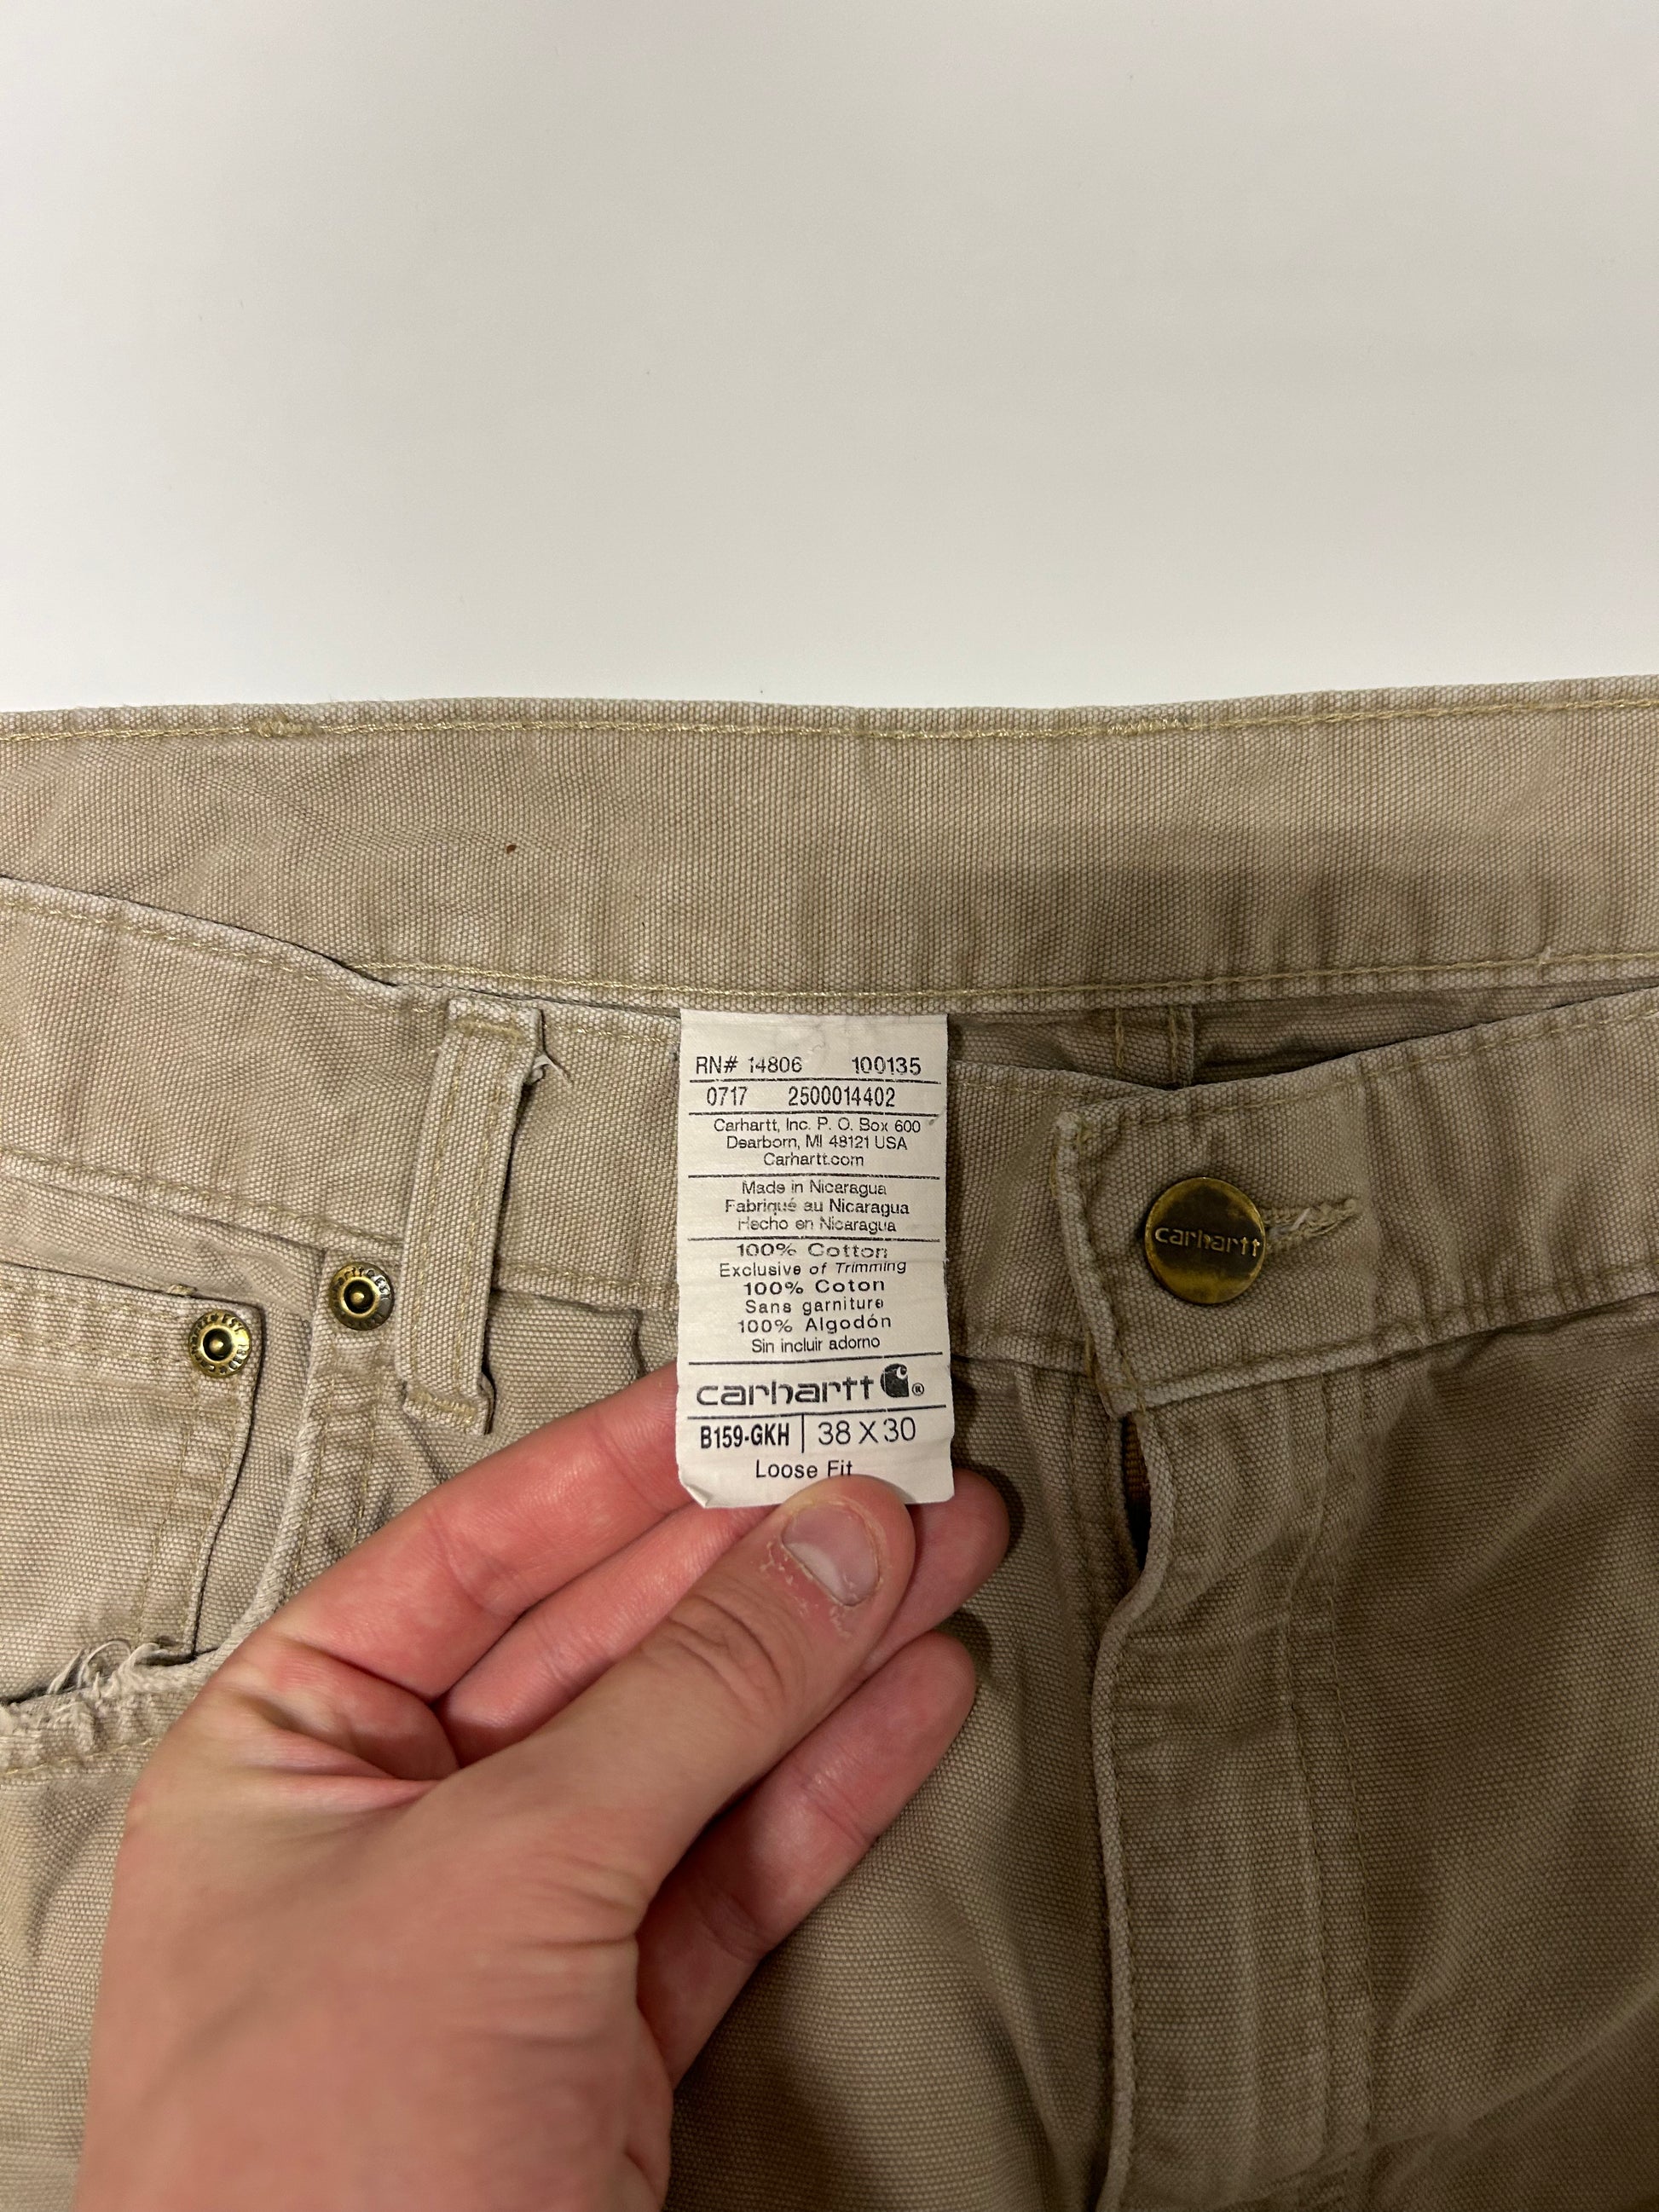 RN# 14806 100135
0717 2500014402
Carhartt, Inc. P. O. Box 600
Dearborn, MI 48121 USA
Carhartt.com
Made in Nicaragua
Fabriqué au Nicaragua
Hecho en Nicaragua
100% Cotton
Exclusive of Trimming
100% Coton
Sans garniture
100% Algodón
Sin incluir adorno
carhartt®
B159-GKH 38 X 30
Loose Fit
carhartt